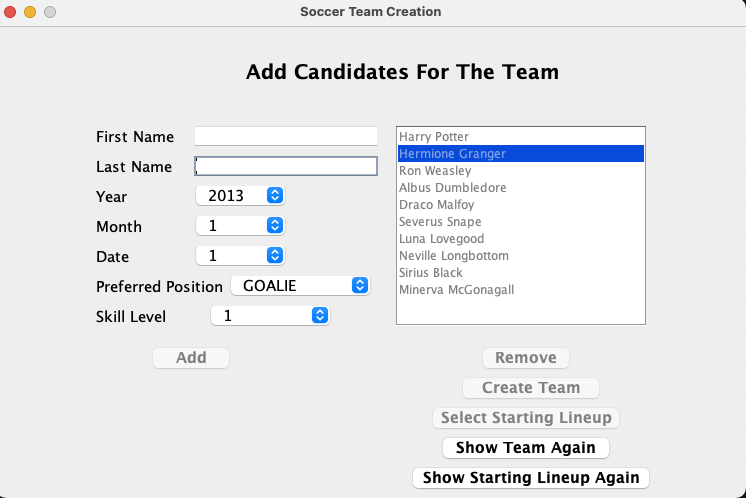 Soccer Team Creation
Add Candidates For The Team
First Name
Last Name
Year 2013
Month 1
Date 1
Preferred Position GOALIE
Skill Level 1
Add
Harry Potter
Hermione Granger
Ron Weasley
Albus Dumbledore
Draco Malfoy
Severus Snape
Luna Lovegood
Neville Longbottom
Sirius Black
Minerva McGonagall
Remove
Create Team
Select Starting Lineup
Show Team Again
Show Starting Lineup Again